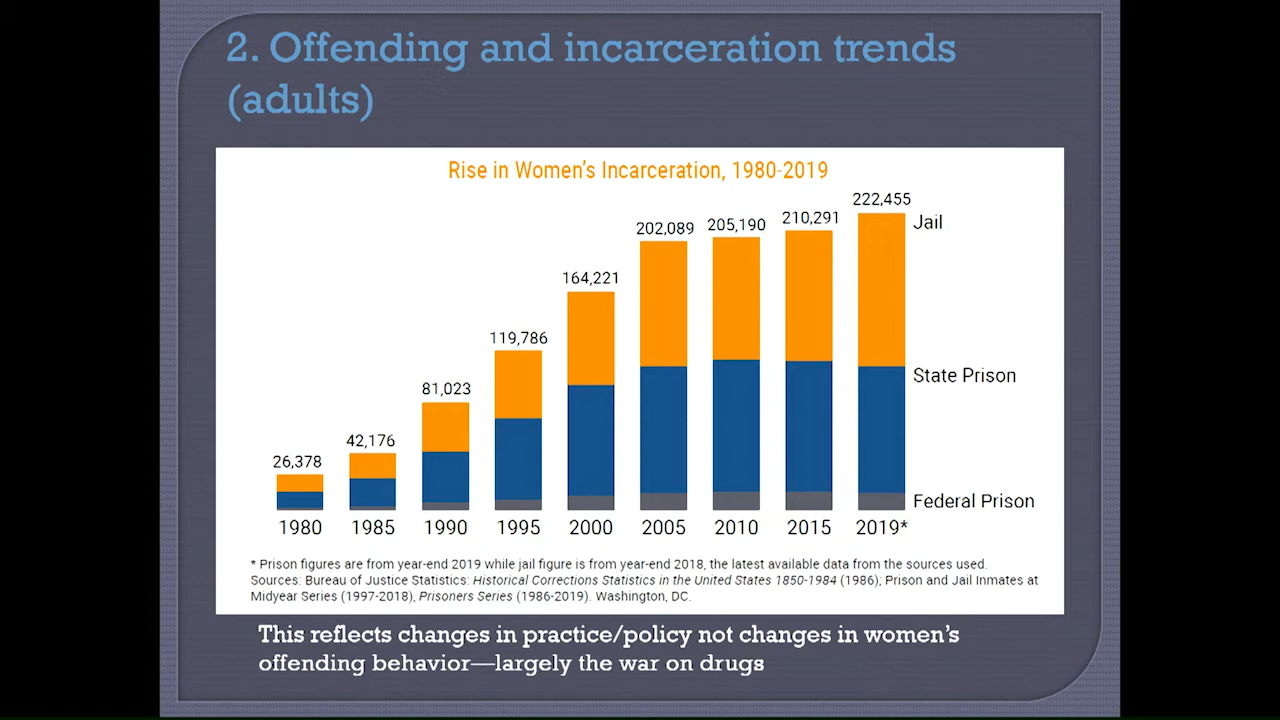 2. Offending and incarceration trends
(adults)
Rise in Women's Incarceration, 1980-2019
222,455
Jail
210,291
205,190
202,089
164,221
119,786
81,023
State Prison
42,176
26,378
Federal Prison
1980 1985 1990 1995 2000 2005 2010 2015 2019*
* Prison figures are from year-end 2019 while jail figure is from year-end 2018, the latest available data from the sources used.
Sources: Bureau of Justice Statistics: Historical Corrections Statistics in the United States 1850-1984 (1986); Prison and Jail Inmates at
Midyear Series (1997-2018), Prisoners Series (1986-2019). Washington, DC.
This reflects changes in practice/policy not changes in women's
offending behavior—largely the war on drugs